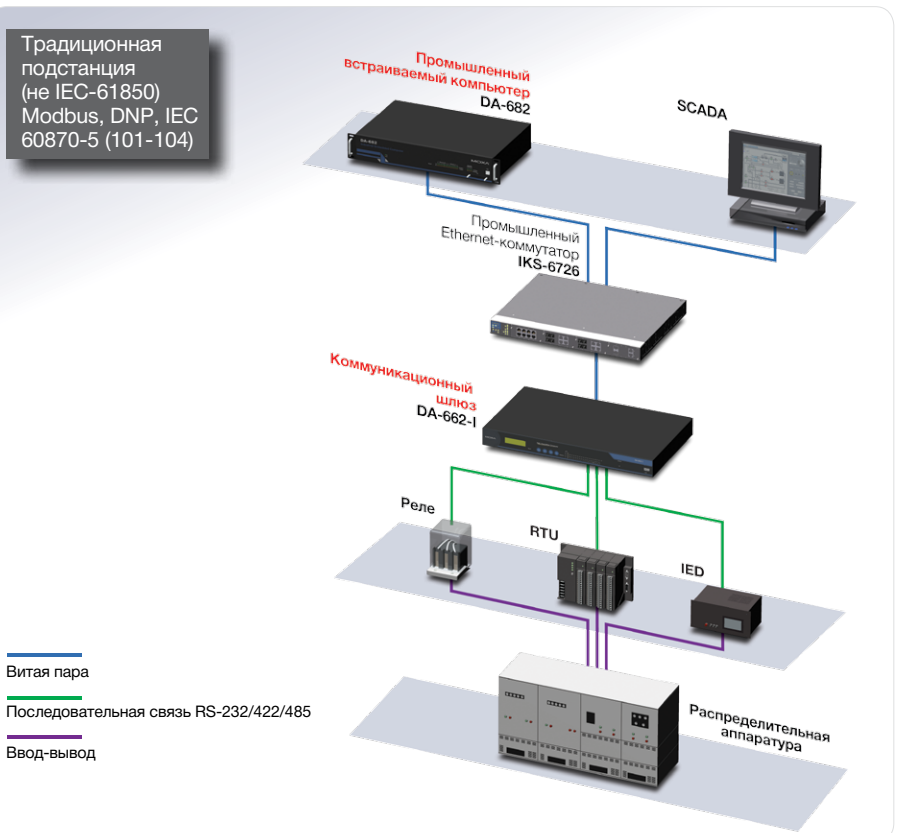 Традиционная
подстанция
(не IEC-61850)
Modbus, DNP, IEC
60870-5 (101-104)
Промышленный
встраиваемый компьютер
DA-682
SCADA
Промышленный
Ethernet-коммутатор
IKS-6726
Коммуникационный
шлюз
DA-662-I
Реле
RTU
IED
Витая пара
Последовательная связь RS-232/422/485
Ввод-вывод
Распределительная
аппаратура